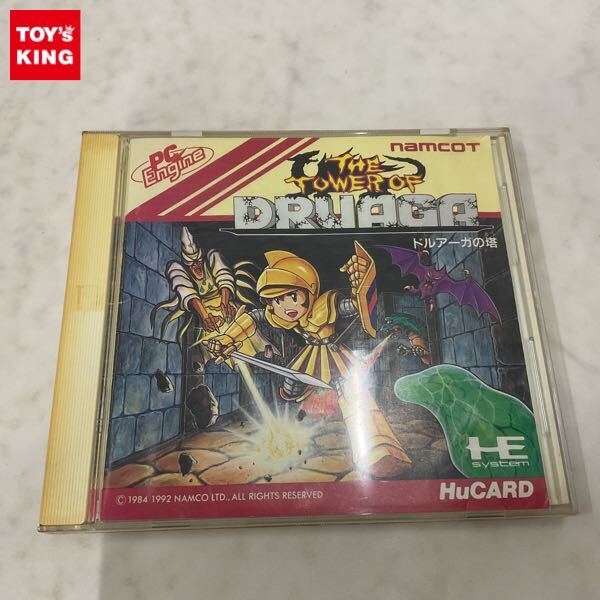 TOY's
KING
PC
Engine
namcoT
THE
TOWER OF
DRUAGA
ドルアーガの塔
HE
system
© 1984 1992 NAMCO LTD., ALL RIGHTS RESERVED
HuCARD